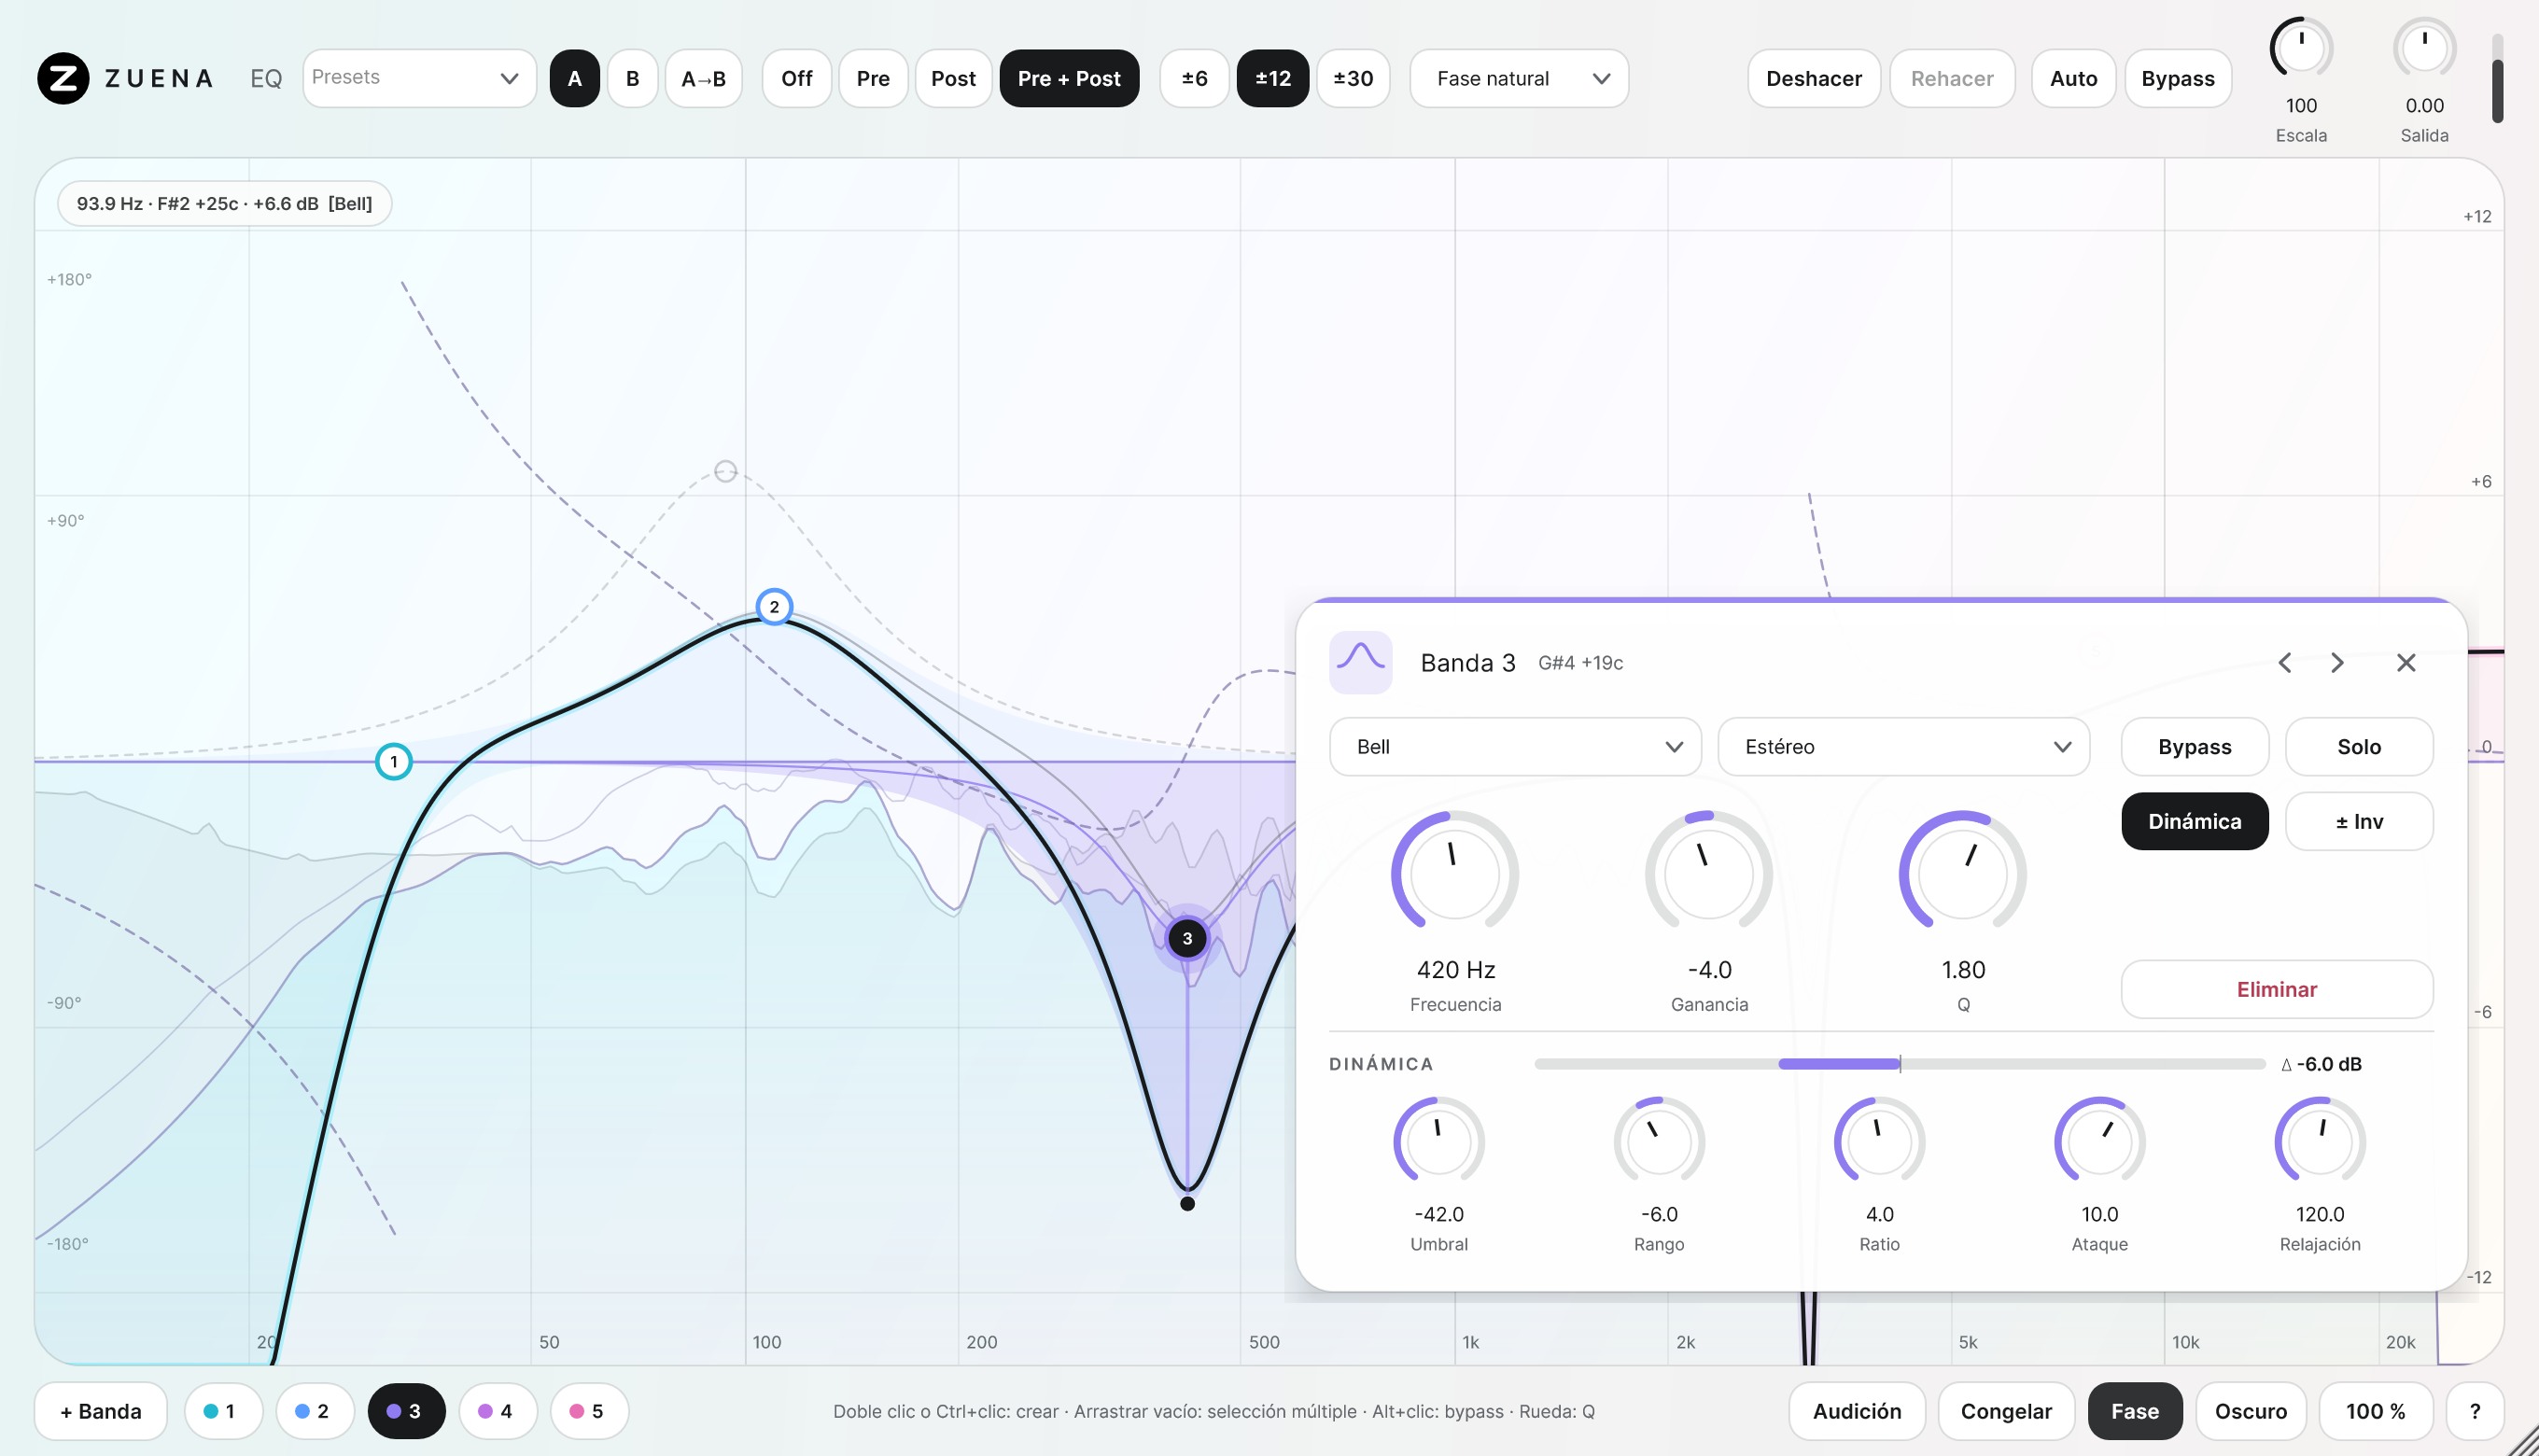 ZUENA EQ Presets A B A→B Off Pre Post Pre + Post ±6 ±12 ±30 Fase natural Deshacer Rehacer Auto Bypass
100 0.00
Escala Salida
93.9 Hz · F#2 +25c · +6.6 dB [Bell]
+12
+180°
+6
+90°
2
Banda 3 G#4 +19c
1
Bell Estéreo Bypass Solo
0
Dinámica ± Inv
3
420 Hz -4.0 1.80
Frecuencia Ganancia Q
Eliminar
-90°
-6
DINÁMICA Δ -6.0 dB
-42.0 -6.0 4.0 10.0 120.0
Umbral Rango Ratio Ataque Relajación
-180°
-12
20 50 100 200 500 1k 2k 5k 10k 20k
+ Banda 1 2 3 4 5 Doble clic o Ctrl+clic: crear · Arrastrar vacío: selección múltiple · Alt+clic: bypass · Rueda: Q Audición Congelar Fase Oscuro 100 % ?